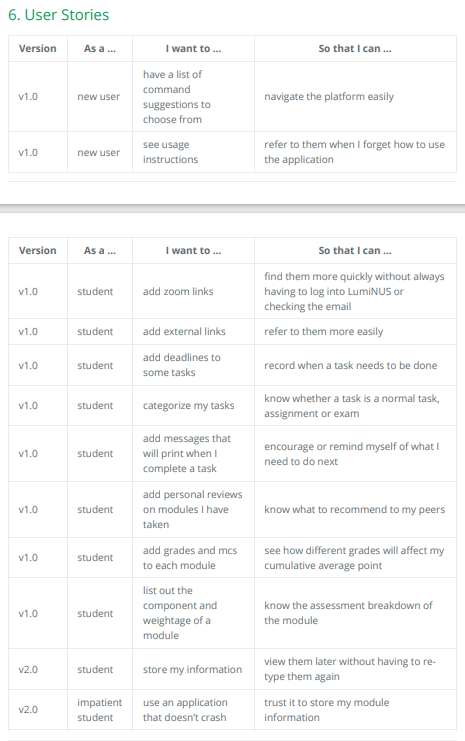 6. User Stories
Version As a ... I want to ... So that I can ...
have a list of
command
v1.0 new user suggestions to navigate the platform easily
choose from
v1.0 new user see usage refer to them when I forget how to use
instructions the application
Version As a ... I want to ... So that I can ...
find them more quickly without always
v1.0 student add zoom links having to log into LumiNUS or
checking the email
v1.0 student add external links refer to them more easily
v1.0 student add deadlines to record when a task needs to be done
some tasks
v1.0 student categorize my tasks know whether a task is a normal task,
assignment or exam
add messages that
v1.0 student will print when I encourage or remind myself of what I
complete a task need to do next
add personal reviews
v1.0 student on modules I have know what to recommend to my peers
taken
v1.0 student add grades and mcs see how different grades will affect my
to each module cumulative average point
list out the
v1.0 student component and know the assessment breakdown of
weightage of a the module
module
v2.0 student store my information view them later without having to re-
type them again
v2.0 impatient use an application trust it to store my module
student that doesn't crash information